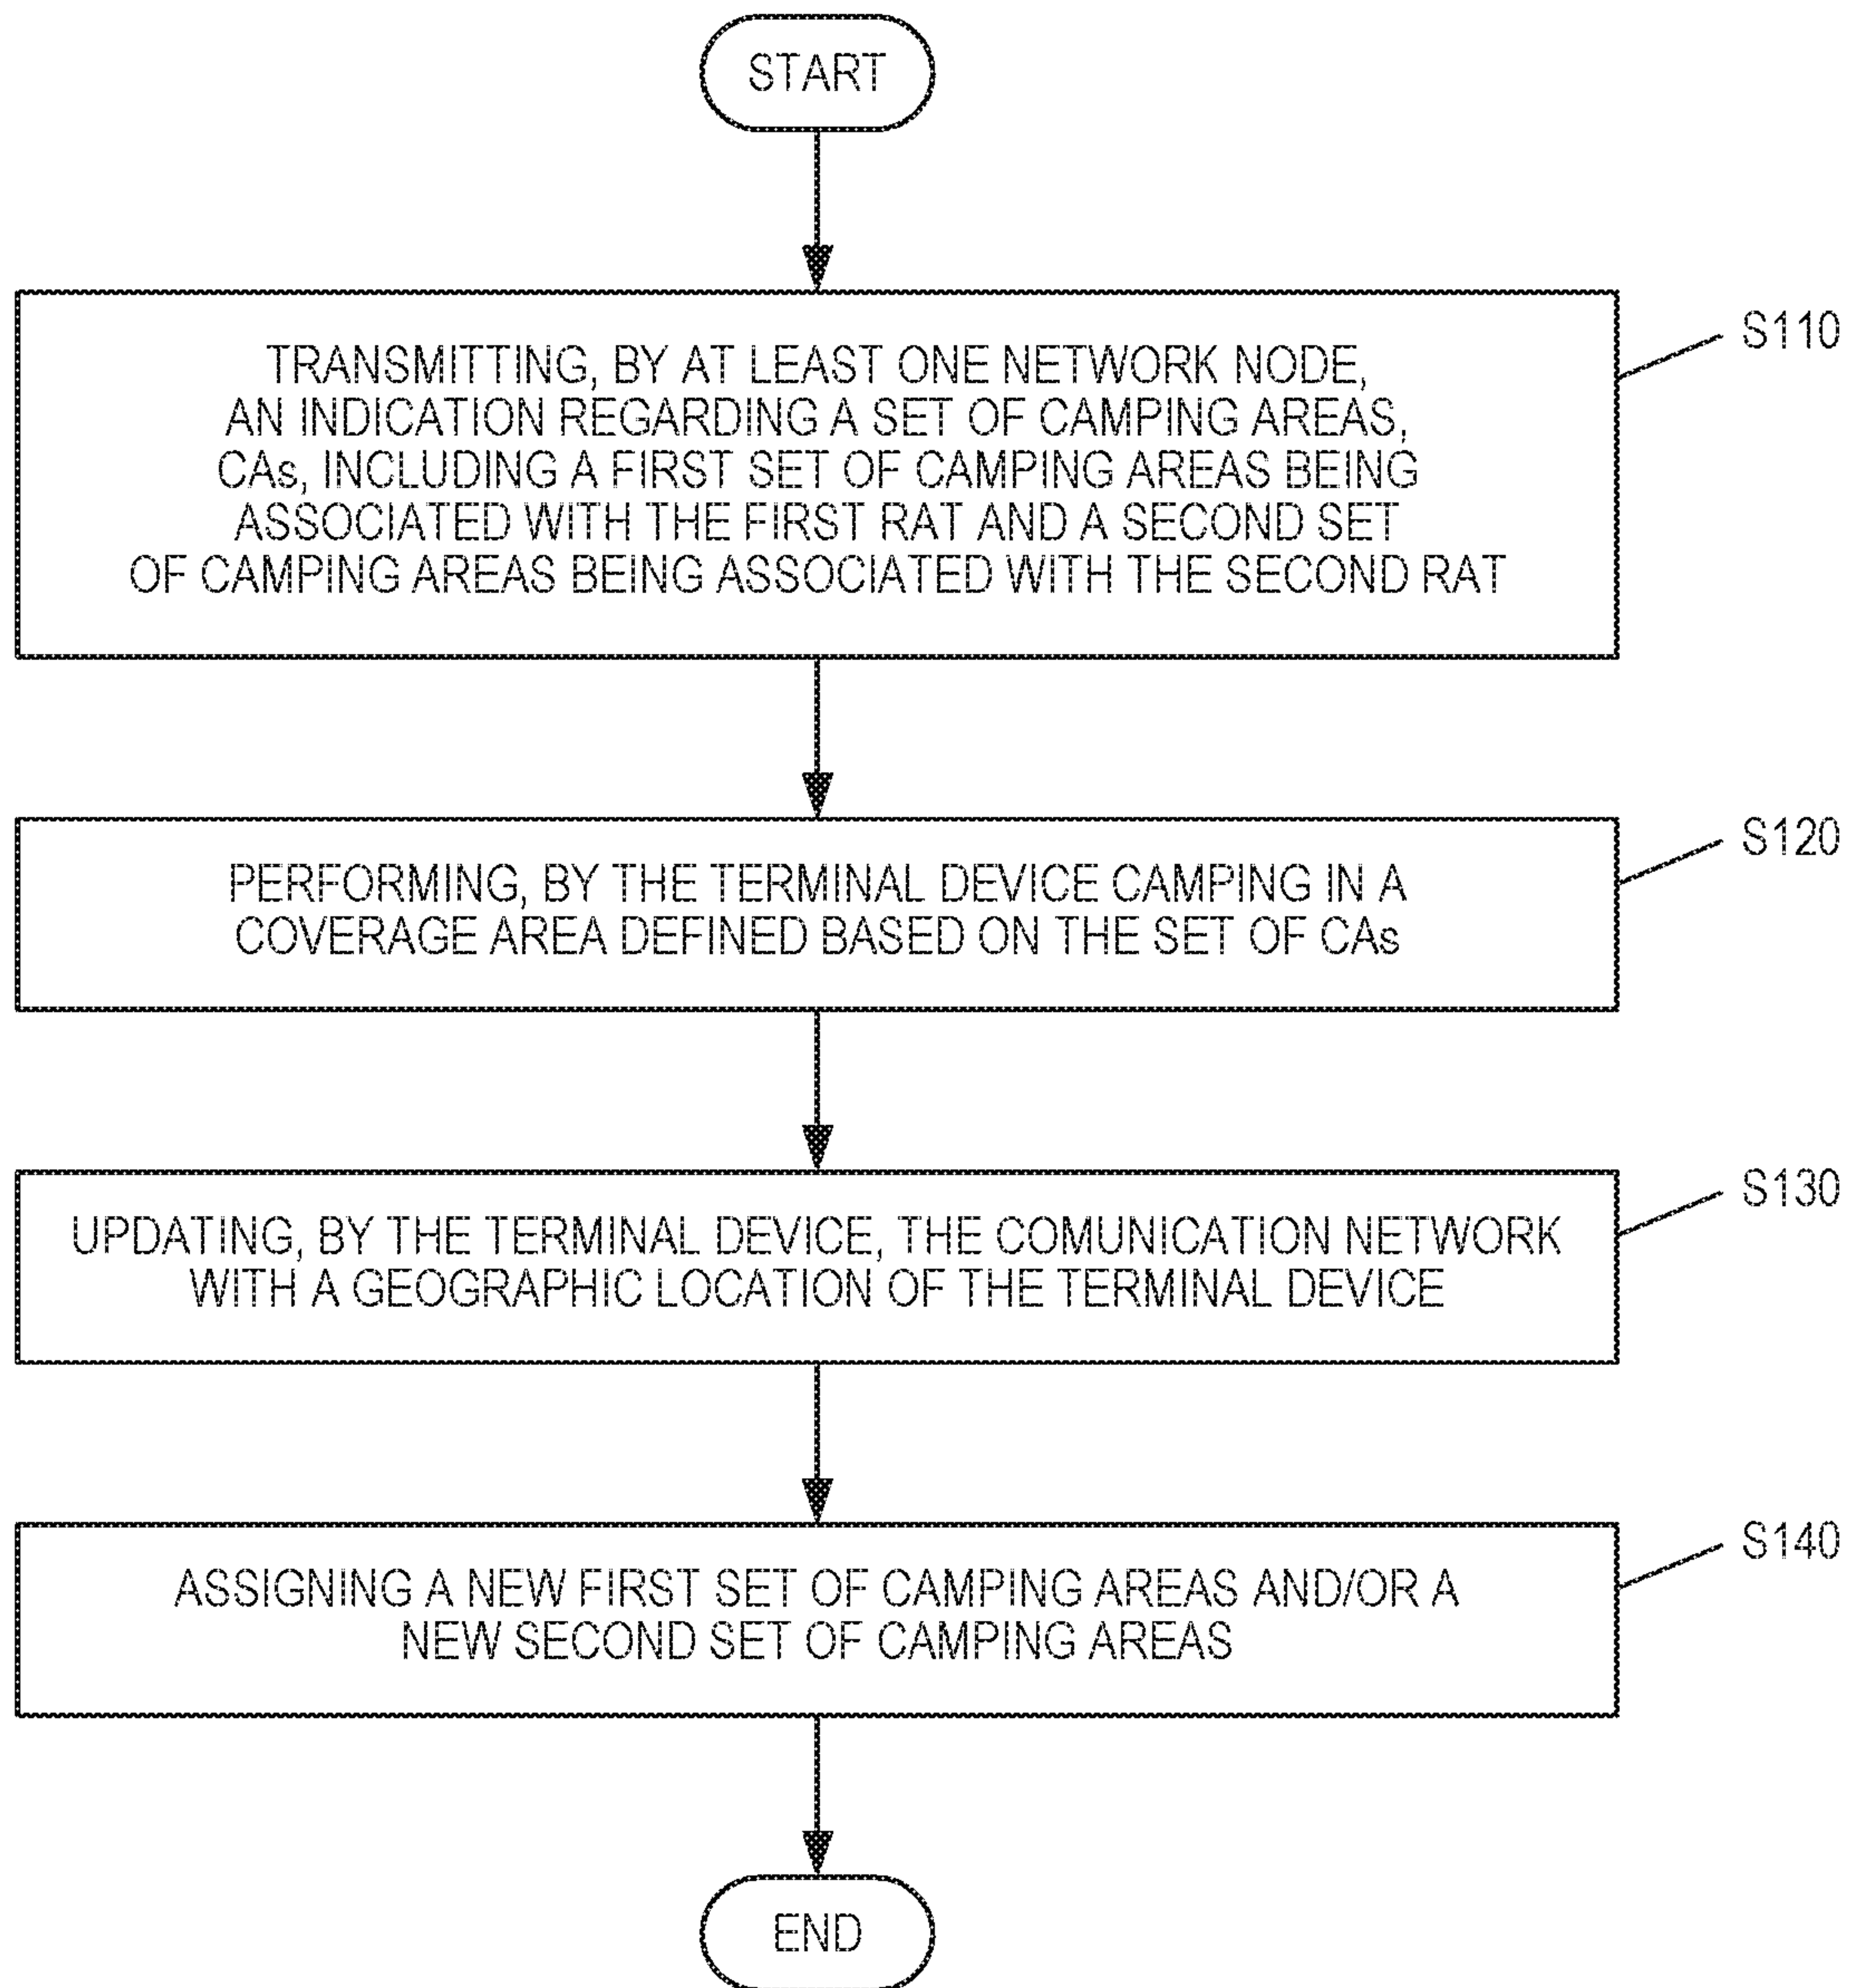 START
TRANSMITTING, BY AT LEAST ONE NETWORK NODE,
AN INDICATION REGARDING A SET OF CAMPING AREAS,
CAs, INCLUDING A FIRST SET OF CAMPING AREAS BEING
ASSOCIATED WITH THE FIRST RAT AND A SECOND SET
OF CAMPING AREAS BEING ASSOCIATED WITH THE SECOND RAT
S110
PERFORMING, BY THE TERMINAL DEVICE CAMPING IN A
COVERAGE AREA DEFINED BASED ON THE SET OF CAs
S120
UPDATING, BY THE TERMINAL DEVICE, THE COMUNICATION NETWORK
WITH A GEOGRAPHIC LOCATION OF THE TERMINAL DEVICE
S130
ASSIGNING A NEW FIRST SET OF CAMPING AREAS AND/OR A
NEW SECOND SET OF CAMPING AREAS
S140
END